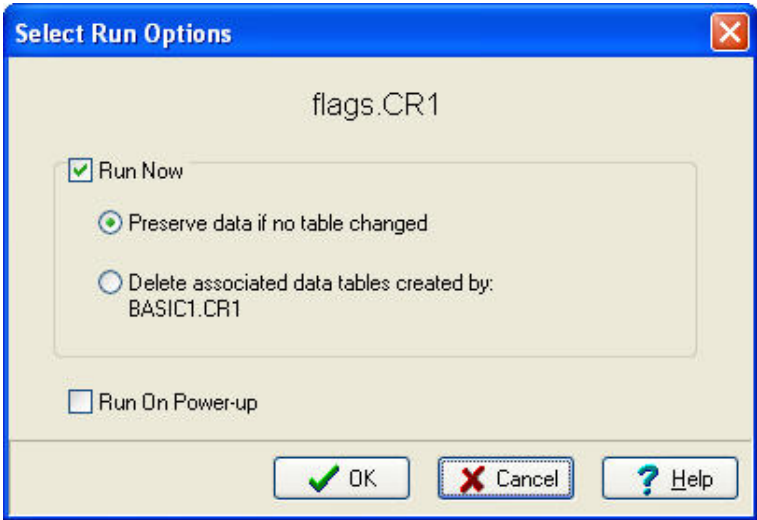 Select Run Options
flags.CR1
Run Now
Preserve data if no table changed
Delete associated data tables created by:
BASIC1.CR1
Run On Power-up
OK Cancel Help